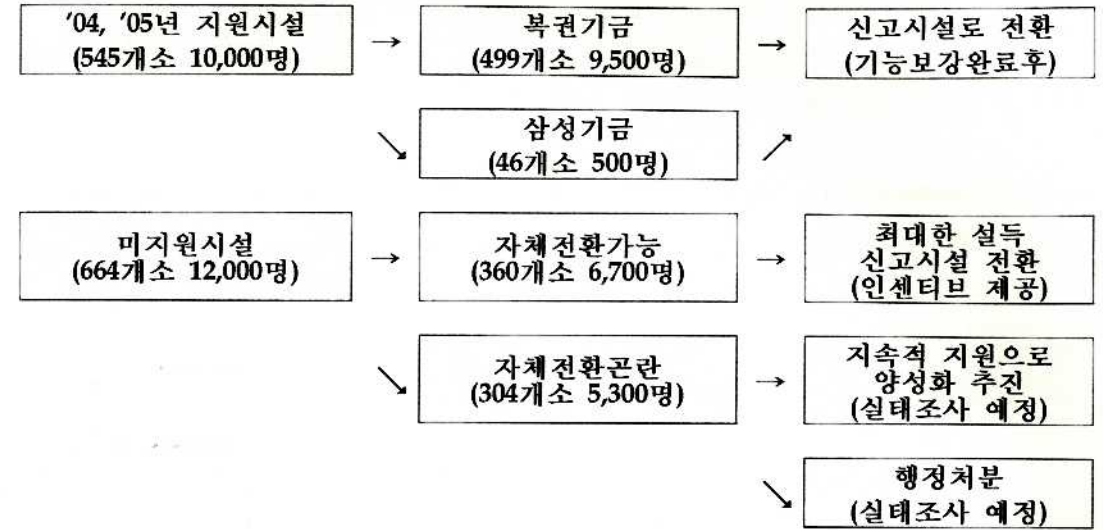 '04, '05년 지원시설
(545개소 10,000명)
→
복권기금
(499개소 9,500명)
→
신고시설로 전환
(기능보강완료후)
↘
삼성기금
(46개소 500명)
↗
미지원시설
(664개소 12,000명)
→
자체전환가능
(360개소 6,700명)
→
최대한 설득
신고시설 전환
(인센티브 제공)
↘
자체전환곤란
(304개소 5,300명)
→
지속적 지원으로
양성화 추진
(실태조사 예정)
↘
행정처분
(실태조사 예정)